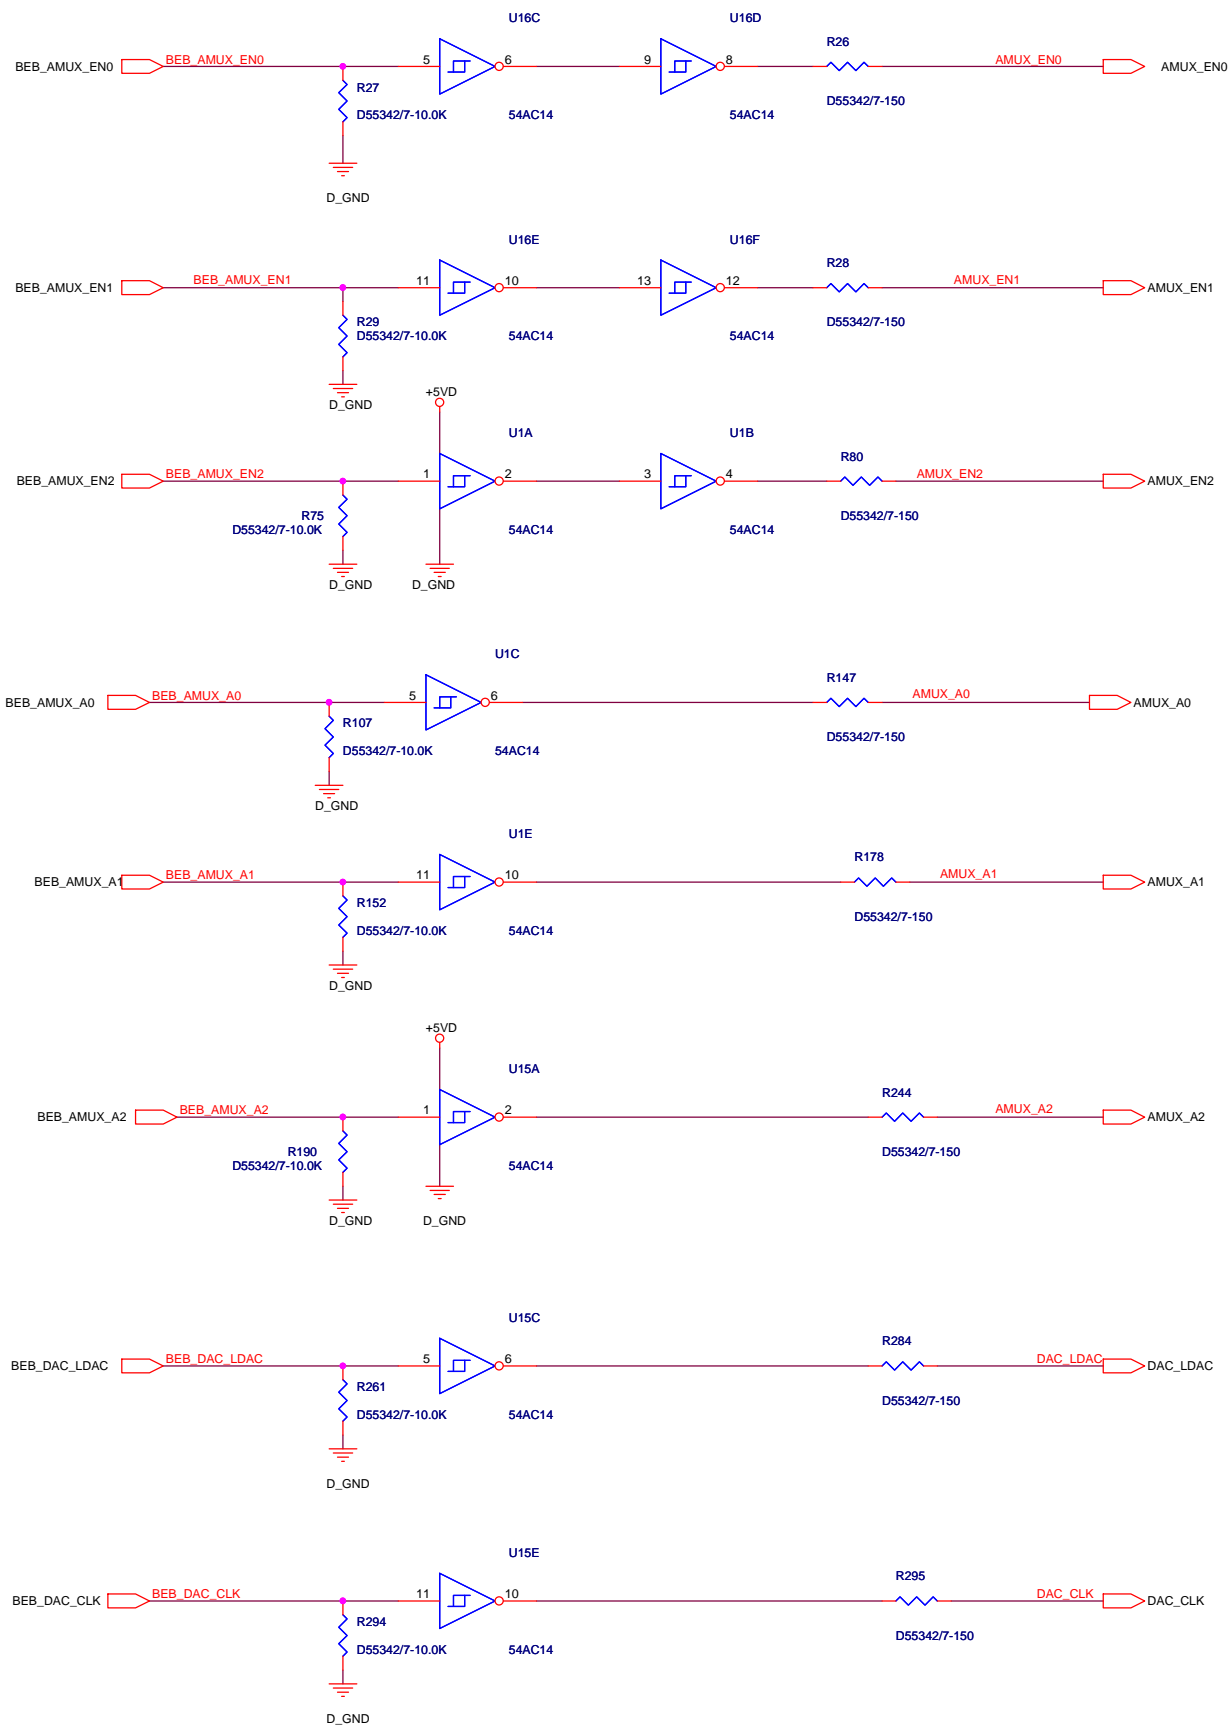 U16C U16D
R26
BEB_AMUX_EN0 BEB_AMUX_EN0 5 6 9 8 AMUX_EN0 AMUX_EN0
R27
D55342/7-10.0K 54AC14 54AC14 D55342/7-150
D_GND
U16E U16F
R28
BEB_AMUX_EN1 BEB_AMUX_EN1 11 10 13 12 AMUX_EN1 AMUX_EN1
R29
D55342/7-10.0K 54AC14 54AC14 D55342/7-150
+5VD
D_GND
U1A U1B
R80
BEB_AMUX_EN2 BEB_AMUX_EN2 1 2 3 4 AMUX_EN2 AMUX_EN2
R75
D55342/7-10.0K 54AC14 54AC14 D55342/7-150
D_GND D_GND
U1C
R147
BEB_AMUX_A0 BEB_AMUX_A0 5 6 AMUX_A0 AMUX_A0
R107
D55342/7-10.0K 54AC14 D55342/7-150
D_GND
U1E
R178
BEB_AMUX_A1 BEB_AMUX_A1 11 10 AMUX_A1 AMUX_A1
R152
D55342/7-10.0K 54AC14 D55342/7-150
D_GND
+5VD
U15A
R244
BEB_AMUX_A2 BEB_AMUX_A2 1 2 AMUX_A2 AMUX_A2
R190
D55342/7-10.0K 54AC14 D55342/7-150
D_GND D_GND
U15C
R284
BEB_DAC_LDAC BEB_DAC_LDAC 5 6 DAC_LDAC DAC_LDAC
R261
D55342/7-10.0K 54AC14 D55342/7-150
D_GND
U15E
R295
BEB_DAC_CLK BEB_DAC_CLK 11 10 DAC_CLK DAC_CLK
R294
D55342/7-10.0K 54AC14 D55342/7-150
D_GND